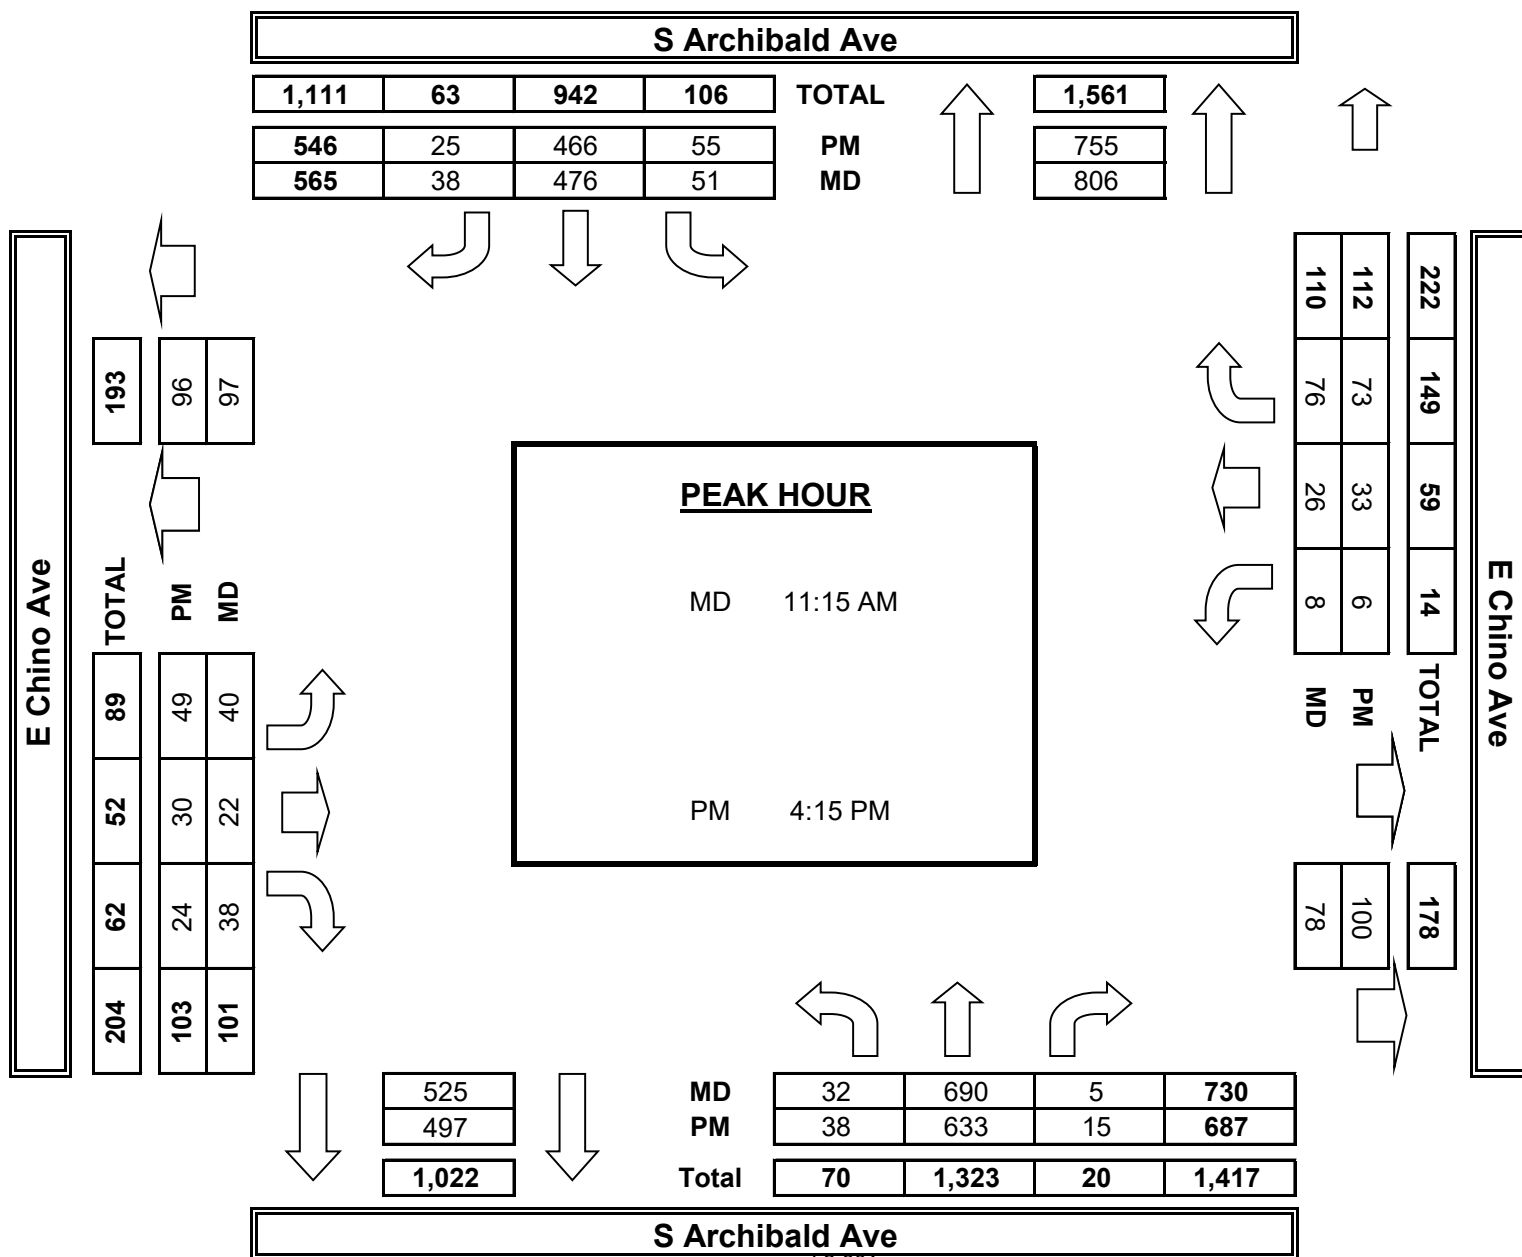 S Archibald Ave
1,111 63 942 106 TOTAL 1,561
546 25 466 55 PM 755
565 38 476 51 MD 806
E Chino Ave
193 96 97
TOTAL PM MD
89 49 40
52 30 22
62 24 38
204 103 101
PEAK HOUR
MD 11:15 AM
PM 4:15 PM
110 112 222
76 73 149
26 33 59
8 6 14
MD PM TOTAL
78 100 178
E Chino Ave
525 MD 32 690 5 730
497 PM 38 633 15 687
1,022 Total 70 1,323 20 1,417
S Archibald Ave